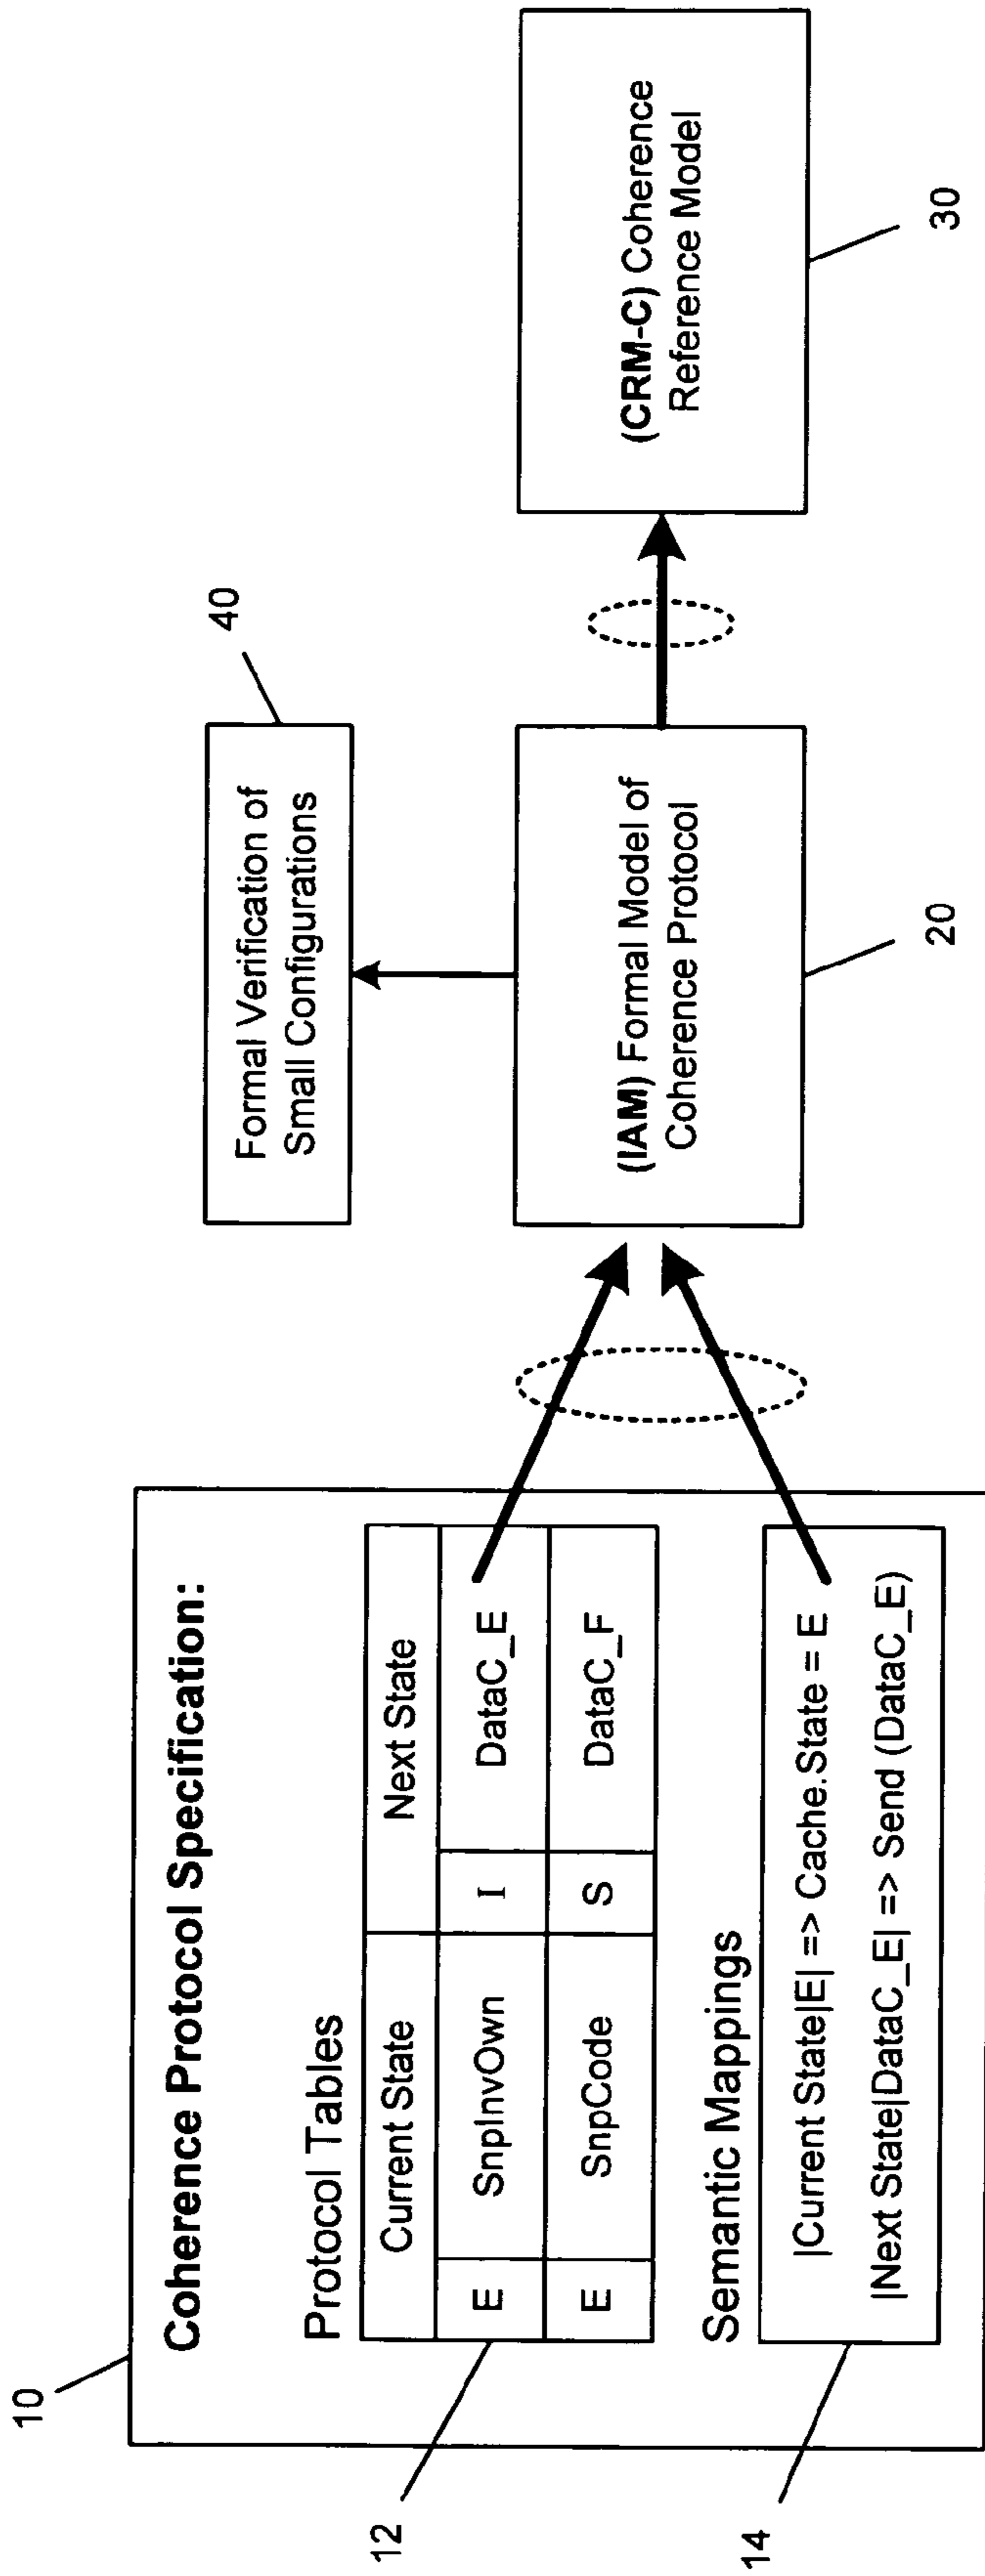 10
Coherence Protocol Specification:
12
Protocol Tables
Current State Next State
E SnpInvOwn I DataC_E
E SnpCode S DataC_F
14
Semantic Mappings
|Current State|E| => Cache.State = E
|Next State|DataC_E| => Send (DataC_E)
40
Formal Verification of
Small Configurations
(IAM) Formal Model of
Coherence Protocol
20
(CRM-C) Coherence
Reference Model
30